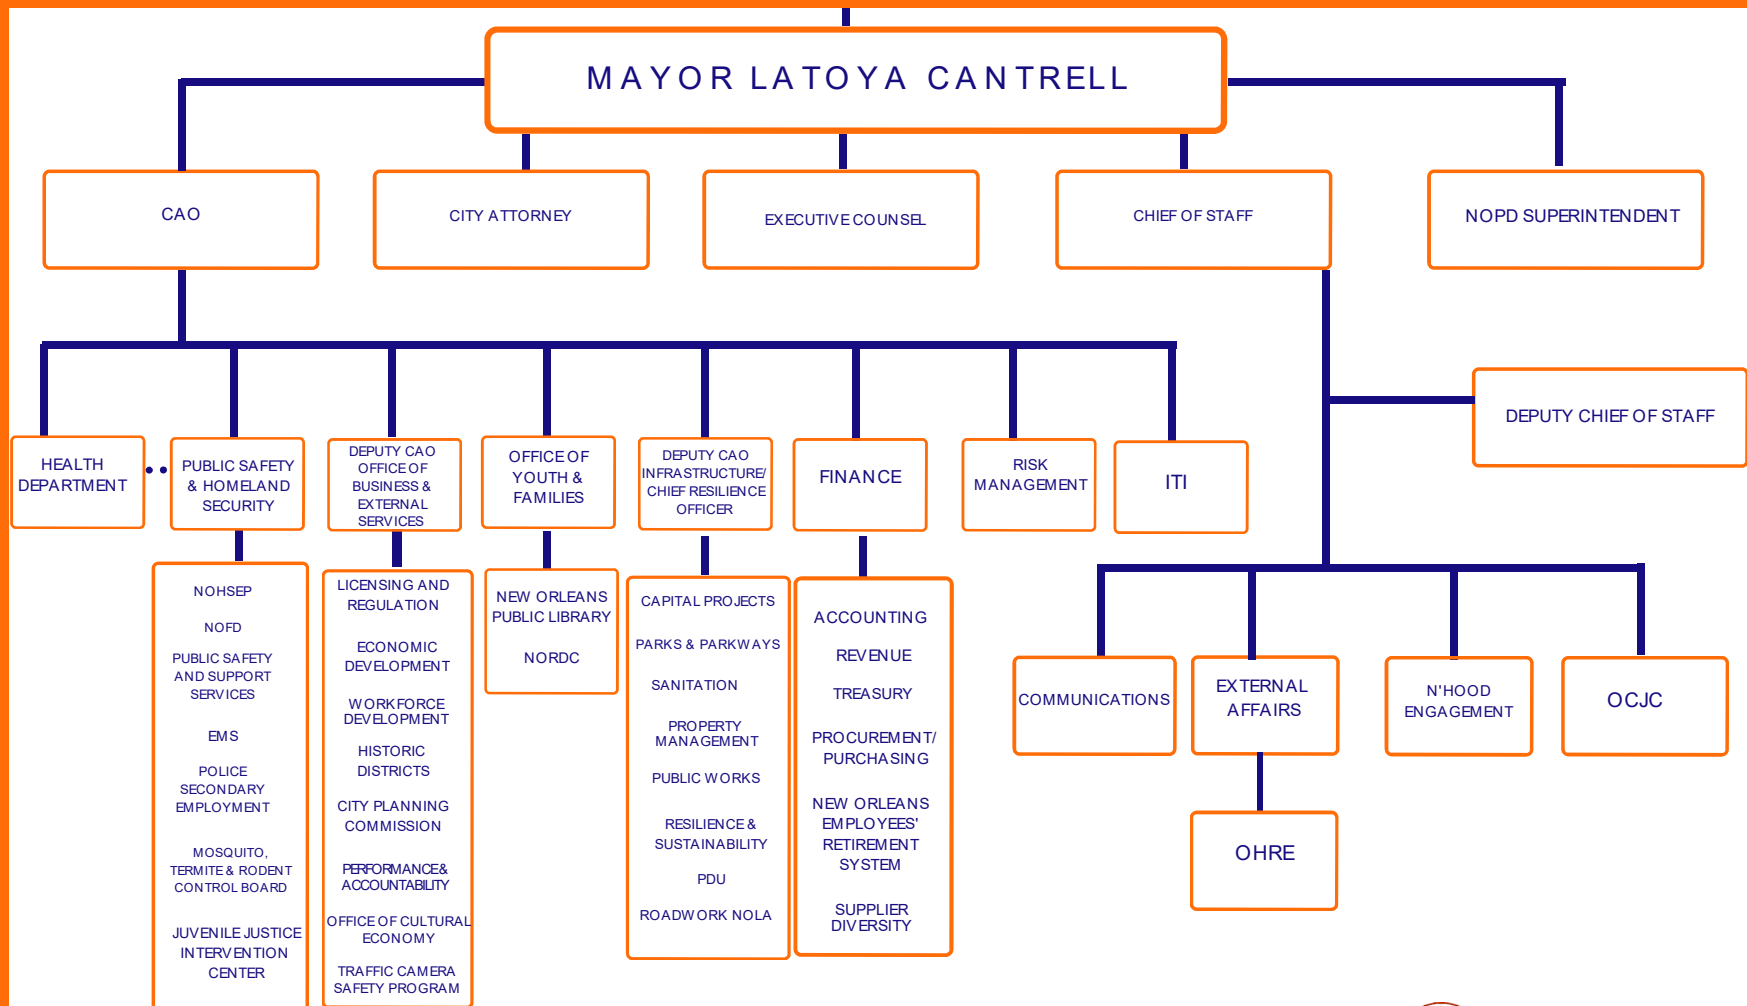 MAYOR LATOYA CANTRELL
CAO
CITY ATTORNEY
EXECUTIVE COUNSEL
CHIEF OF STAFF
NOPD SUPERINTENDENT
DEPUTY CHIEF OF STAFF
HEALTH
DEPARTMENT
PUBLIC SAFETY
& HOMELAND
SECURITY
DEPUTY CAO
OFFICE OF
BUSINESS &
EXTERNAL
SERVICES
OFFICE OF
YOUTH &
FAMILIES
DEPUTY CAO
INFRASTRUCTURE/
CHIEF RESILIENCE
OFFICER
FINANCE
RISK
MANAGEMENT
ITI
NOHSEP
NOFD
PUBLIC SAFETY
AND SUPPORT
SERVICES
EMS
POLICE
SECONDARY
EMPLOYMENT
MOSQUITO,
TERMITE & RODENT
CONTROL BOARD
JUVENILE JUSTICE
INTERVENTION
CENTER
LICENSING AND
REGULATION
ECONOMIC
DEVELOPMENT
WORKFORCE
DEVELOPMENT
HISTORIC
DISTRICTS
CITY PLANNING
COMMISSION
PERFORMANCE&
ACCOUNTABILITY
OFFICE OF CULTURAL
ECONOMY
TRAFFIC CAMERA
SAFETY PROGRAM
NEW ORLEANS
PUBLIC LIBRARY
NORDC
CAPITAL PROJECTS
PARKS & PARKWAYS
SANITATION
PROPERTY
MANAGEMENT
PUBLIC WORKS
RESILIENCE &
SUSTAINABILITY
PDU
ROADWORK NOLA
ACCOUNTING
REVENUE
TREASURY
PROCUREMENT/
PURCHASING
NEW ORLEANS
EMPLOYEES'
RETIREMENT
SYSTEM
SUPPLIER
DIVERSITY
COMMUNICATIONS
EXTERNAL
AFFAIRS
N'HOOD
ENGAGEMENT
OCJC
OHRE